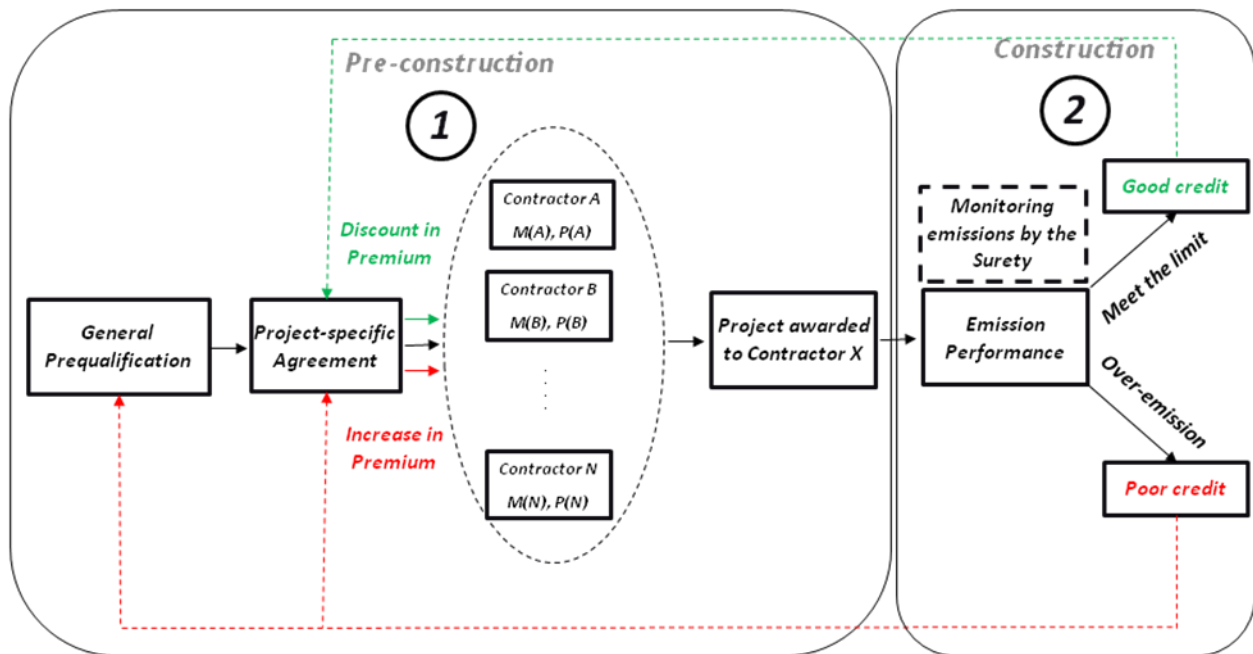 Pre-construction
1
Construction
2
General
Prequalification
Project-specific
Agreement
Discount in
Premium
Increase in
Premium
Contractor A
M(A), P(A)
Contractor B
M(B), P(B)
Contractor N
M(N), P(N)
Project awarded
to Contractor X
Monitoring
emissions by the
Surety
Emission
Performance
Meet the limit
Over-emission
Good credit
Poor credit